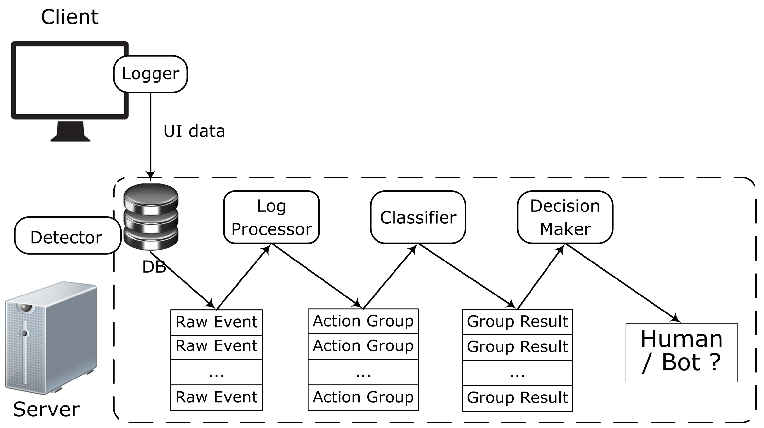 Client
Logger
UI data
Detector
DB
Log
Processor
Classifier
Decision
Maker
Raw Event
Raw Event
...
Raw Event
Action Group
Action Group
...
Action Group
Group Result
Group Result
...
Group Result
Human
/ Bot ?
Server